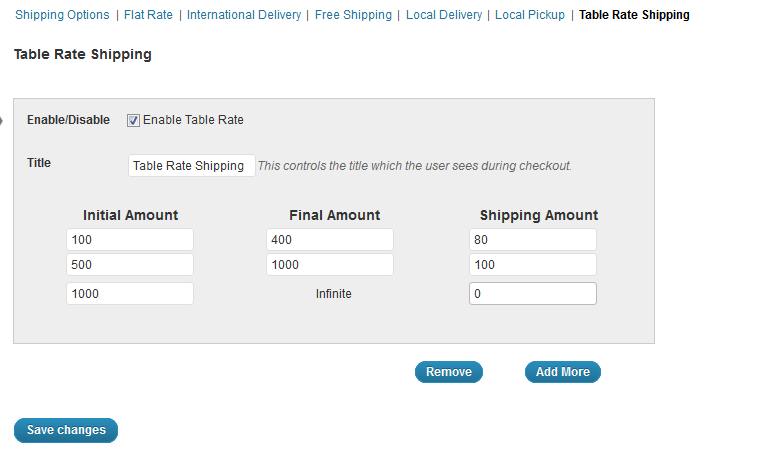 Shipping Options | Flat Rate | International Delivery | Free Shipping | Local Delivery | Local Pickup | Table Rate Shipping
Table Rate Shipping
Enable/Disable Enable Table Rate
Title Table Rate Shipping This controls the title which the user sees during checkout.
Initial Amount Final Amount Shipping Amount
100 400 80
500 1000 100
1000 Infinite 0
Remove Add More
Save changes